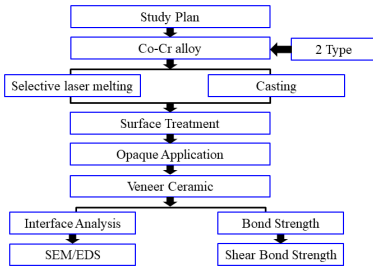 Study Plan
Co-Cr alloy
2 Type
Selective laser melting
Casting
Surface Treatment
Opaque Application
Veneer Ceramic
Interface Analysis
Bond Strength
SEM/EDS
Shear Bond Strength